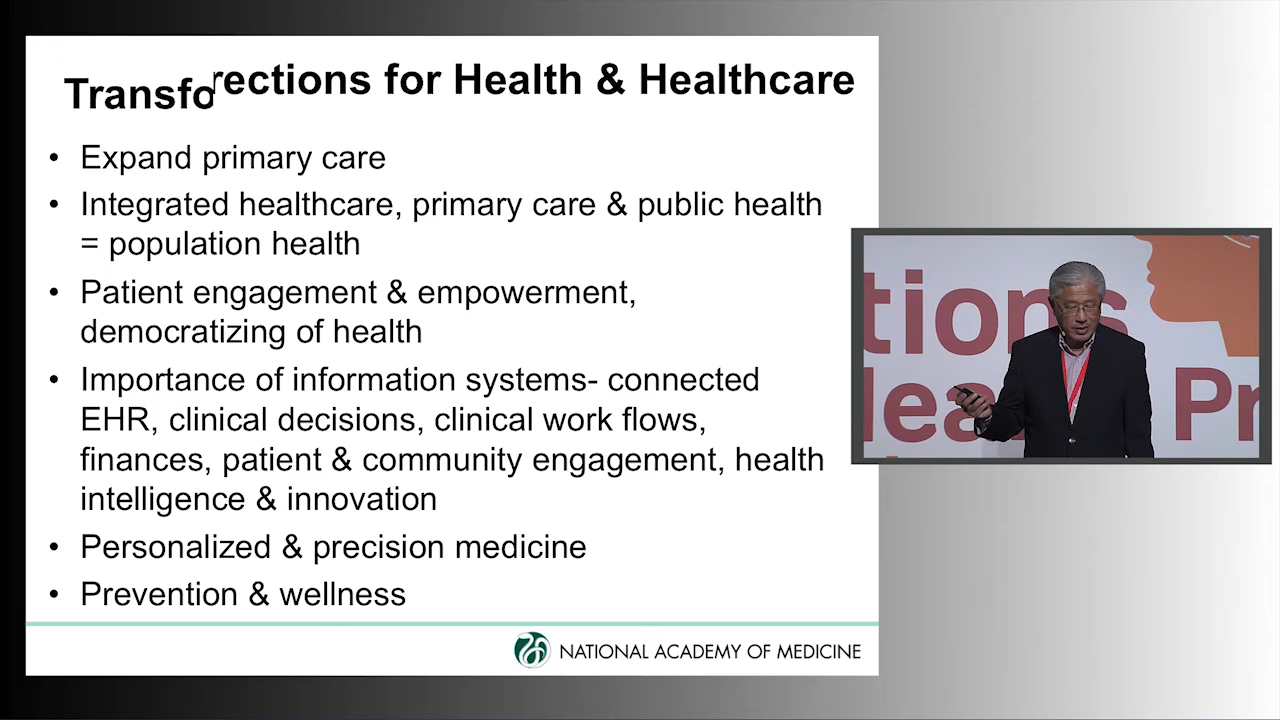 Transfo
rections for Health & Healthcare
• Expand primary care
• Integrated healthcare, primary care & public health
= population health
• Patient engagement & empowerment,
democratizing of health
• Importance of information systems- connected
EHR, clinical decisions, clinical work flows,
finances, patient & community engagement, health
intelligence & innovation
• Personalized & precision medicine
• Prevention & wellness
NATIONAL ACADEMY OF MEDICINE
tions
lea
Pr